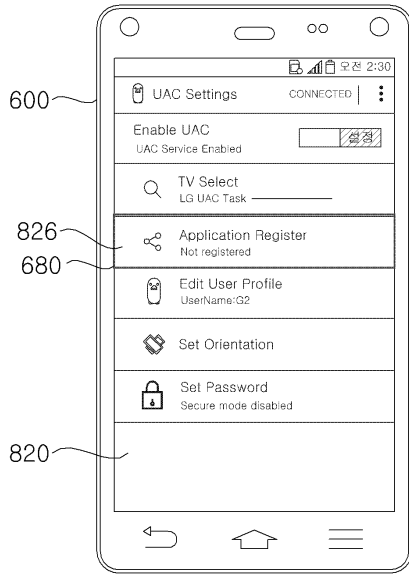 오전 2:30
600
UAC Settings CONNECTED
Enable UAC
UAC Service Enabled
설정
TV Select
LG UAC Task
826
Application Register
Not registered
680
Edit User Profile
UserName:G2
Set Orientation
Set Password
Secure mode disabled
820